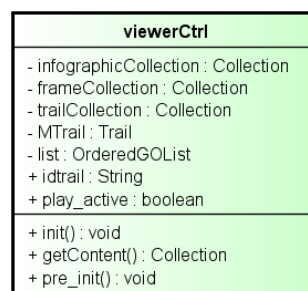 viewerCtrl
- infographicCollection : Collection
- frameCollection : Collection
- trailCollection : Collection
- MTrail : Trail
- list : OrderedGOList
+ idtrail : String
+ play_active : boolean
+ init() : void
+ getContent() : Collection
+ pre_init() : void